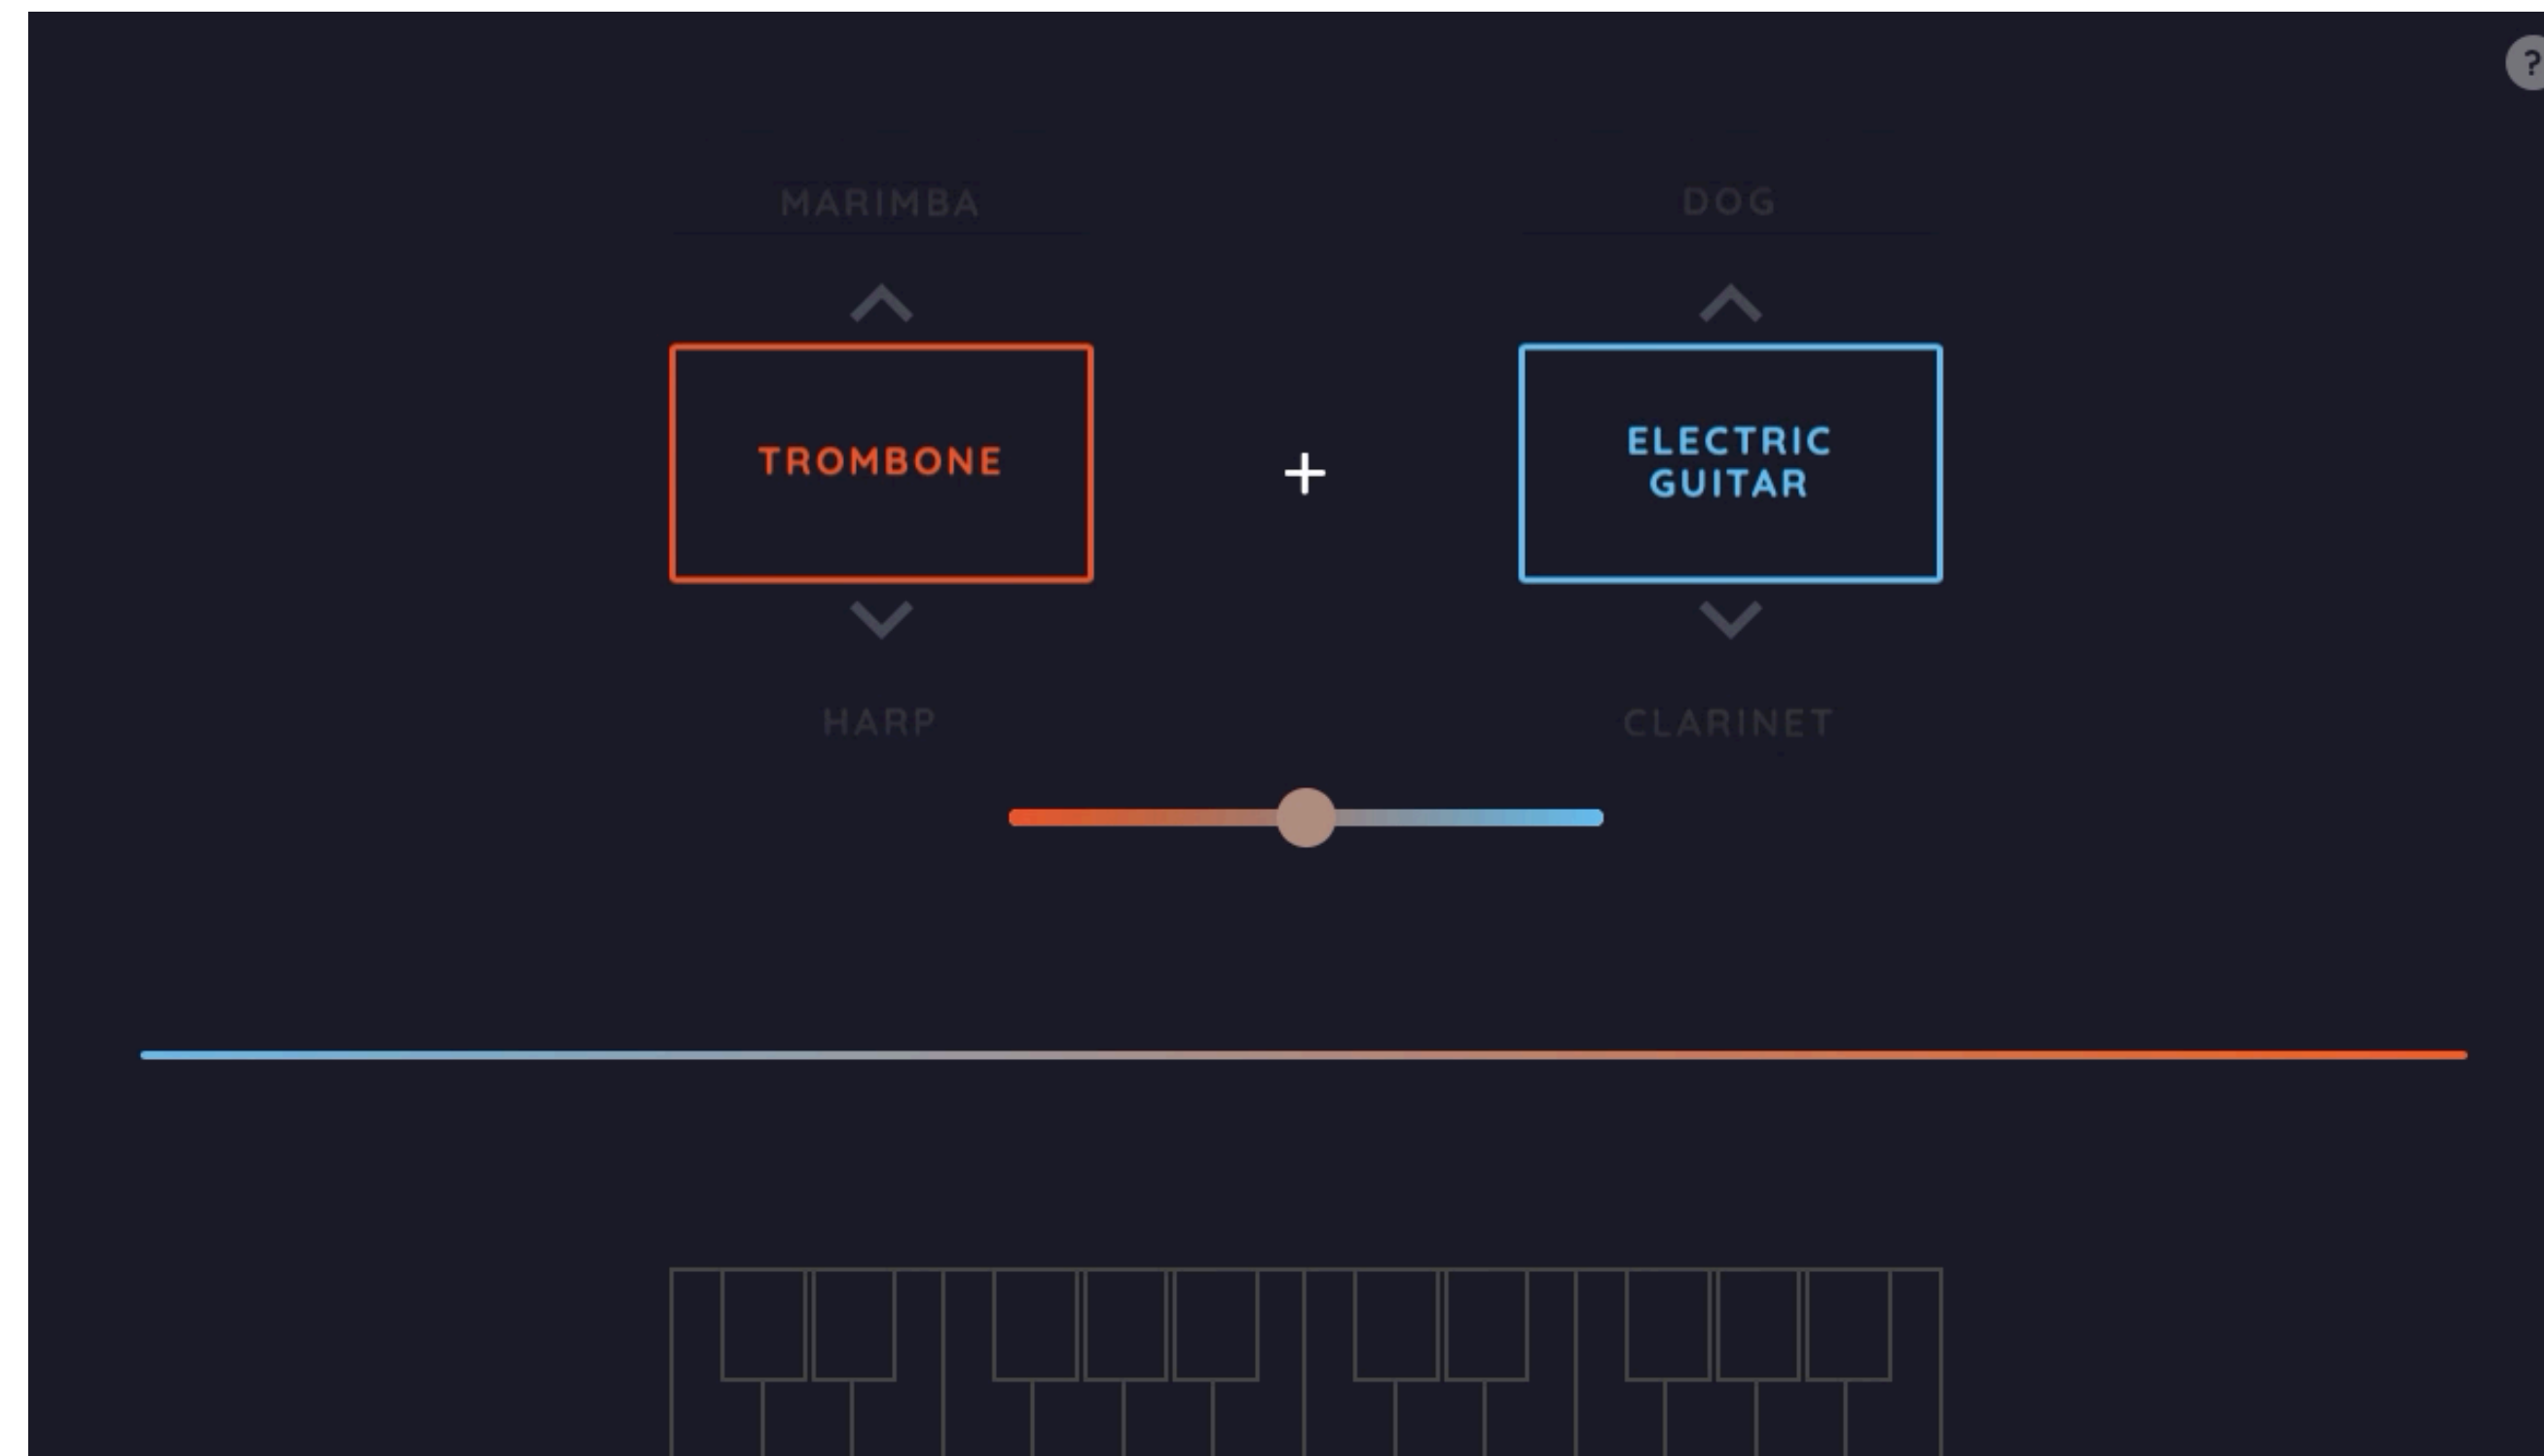 ?
MARIMBA
DOG
TROMBONE
+
ELECTRIC
GUITAR
HARP
CLARINET